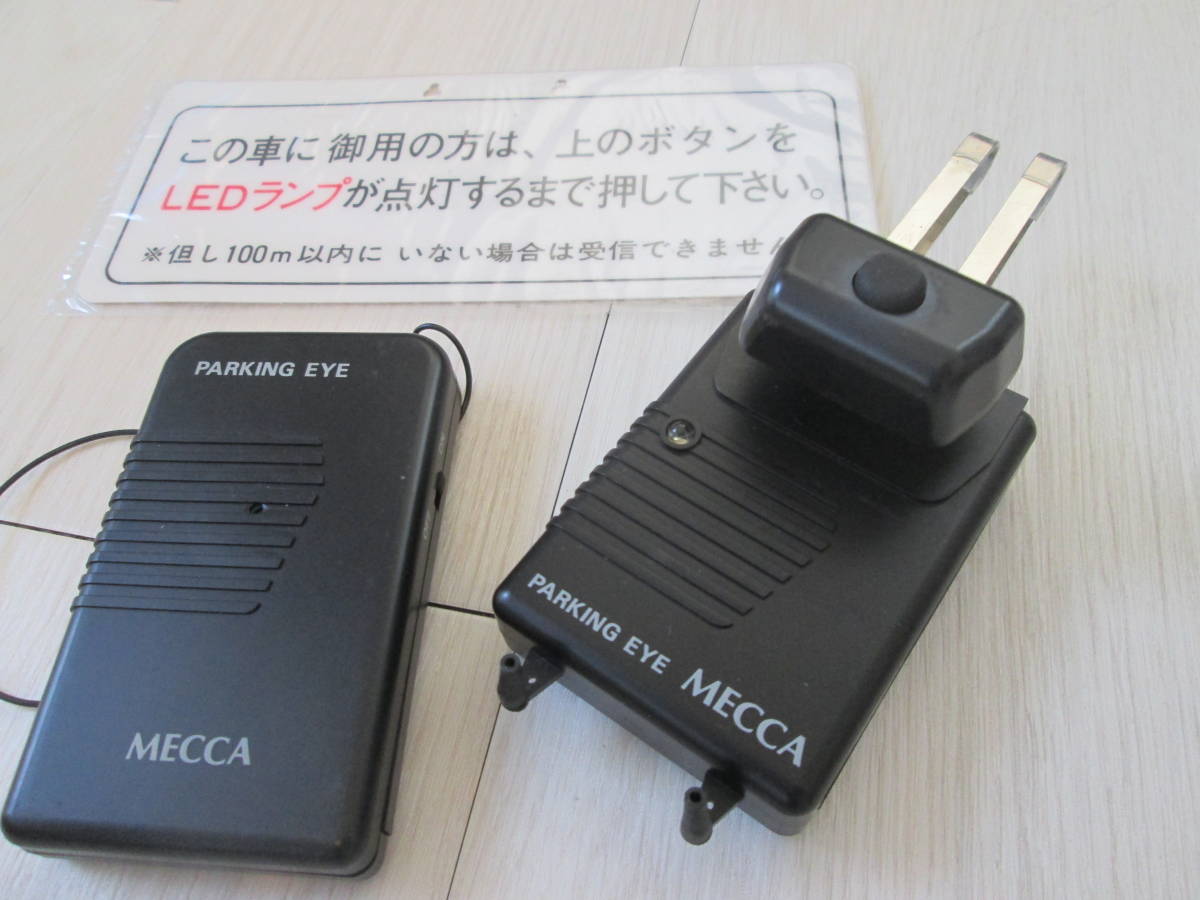 この車に 御用の方は、上のボタンを
LEDランプが点灯するまで押して下さい。
※但し100m以内に いない場合は受信できません
PARKING EYE
MECCA
PARKING EYE
MECCA